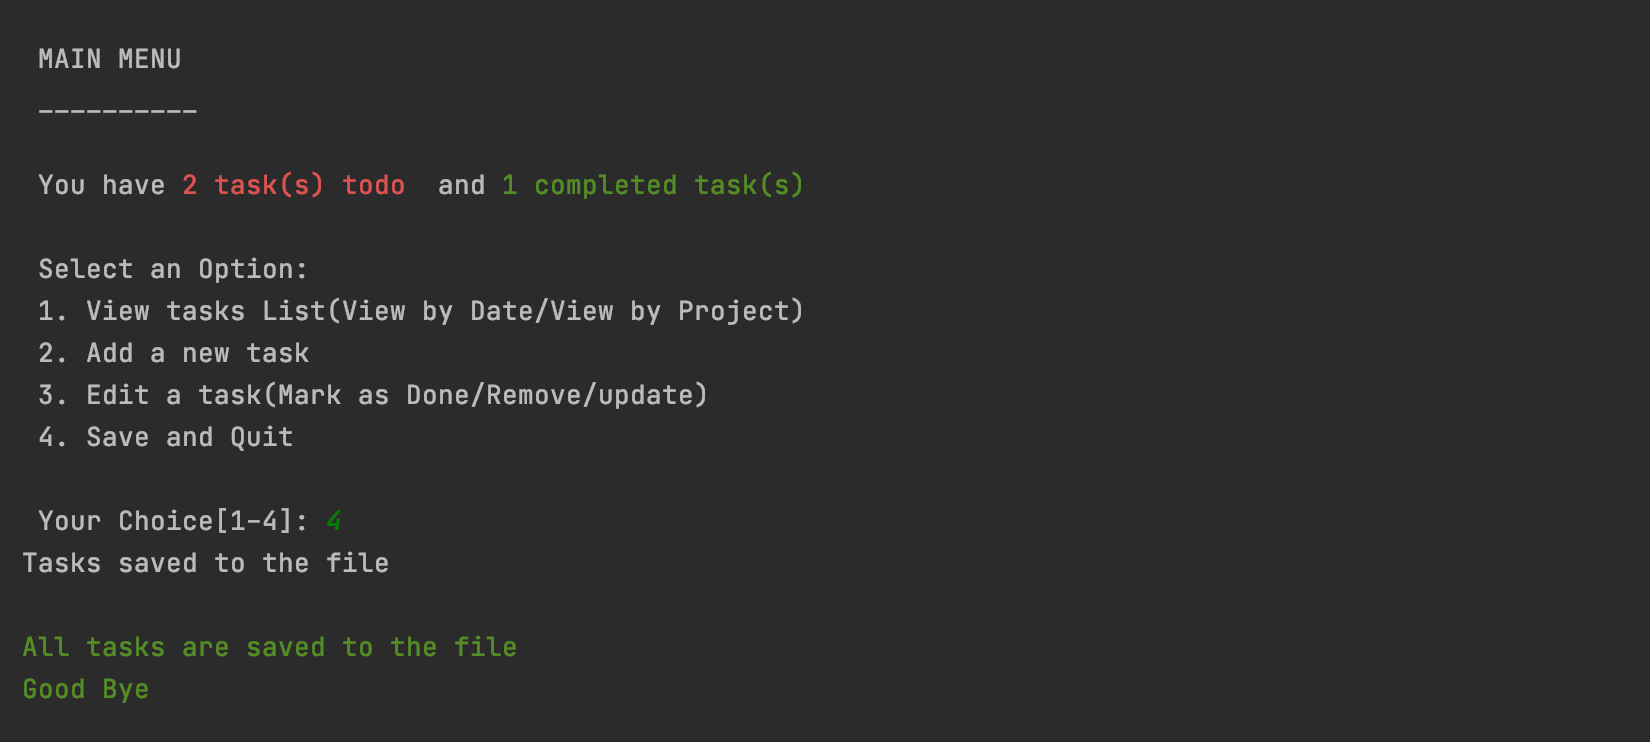 MAIN MENU
__________
You have 2 task(s) todo  and 1 completed task(s)
Select an Option:
1. View tasks List(View by Date/View by Project)
2. Add a new task
3. Edit a task(Mark as Done/Remove/update)
4. Save and Quit
Your Choice[1-4]: 4
Tasks saved to the file
All tasks are saved to the file
Good Bye